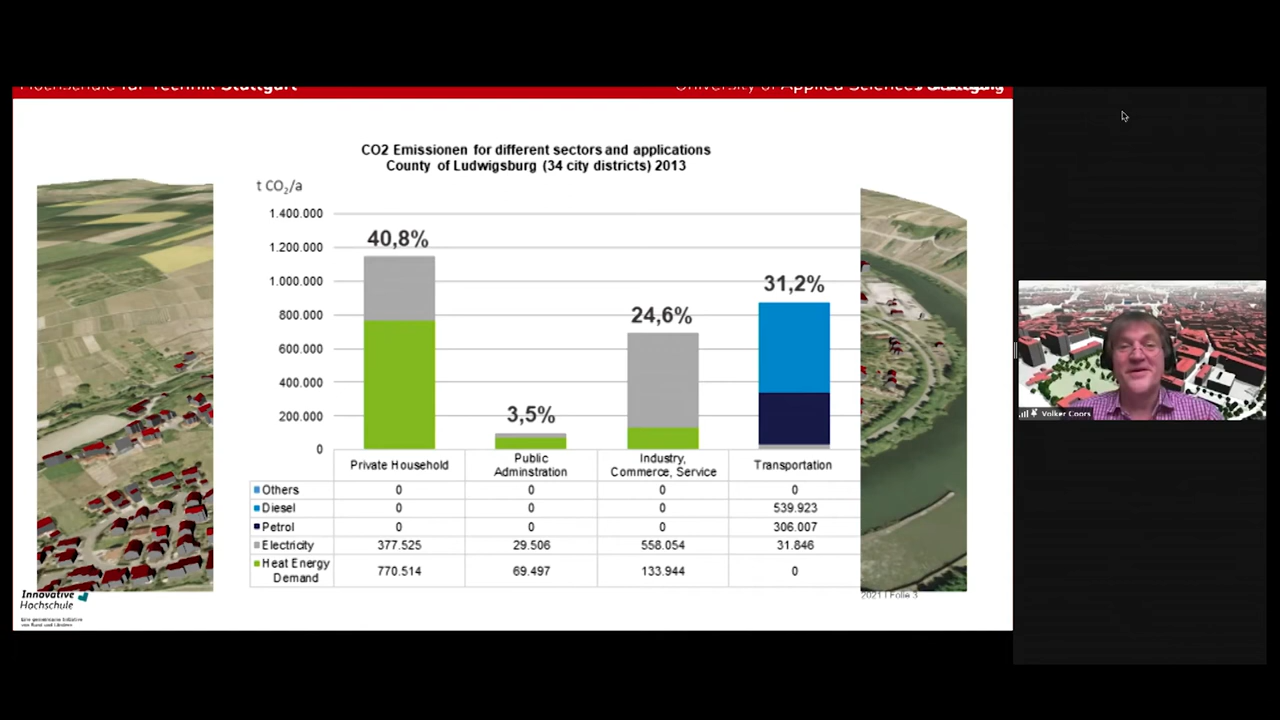 Hochschule für Technik Stuttgart
University of Applied Sciences
CO2 Emissionen for different sectors and applications
County of Ludwigsburg (34 city districts) 2013
t CO₂/a
1.400.000
1.200.000
1.000.000
800.000
600.000
400.000
200.000
0
40,8%
3,5%
24,6%
31,2%
Private Household
Public
Adminstration
Industry,
Commerce, Service
Transportation
Others 0 0 0 0
Diesel 0 0 0 539.923
Petrol 0 0 0 306.007
Electricity 377.525 29.506 558.054 31.846
Heat Energy
Demand 770.514 69.497 133.944 0
Innovative
Hochschule
Eine gemeinsame Initiative
von Bund und Ländern
2021 | Folie 3
Volker Coors